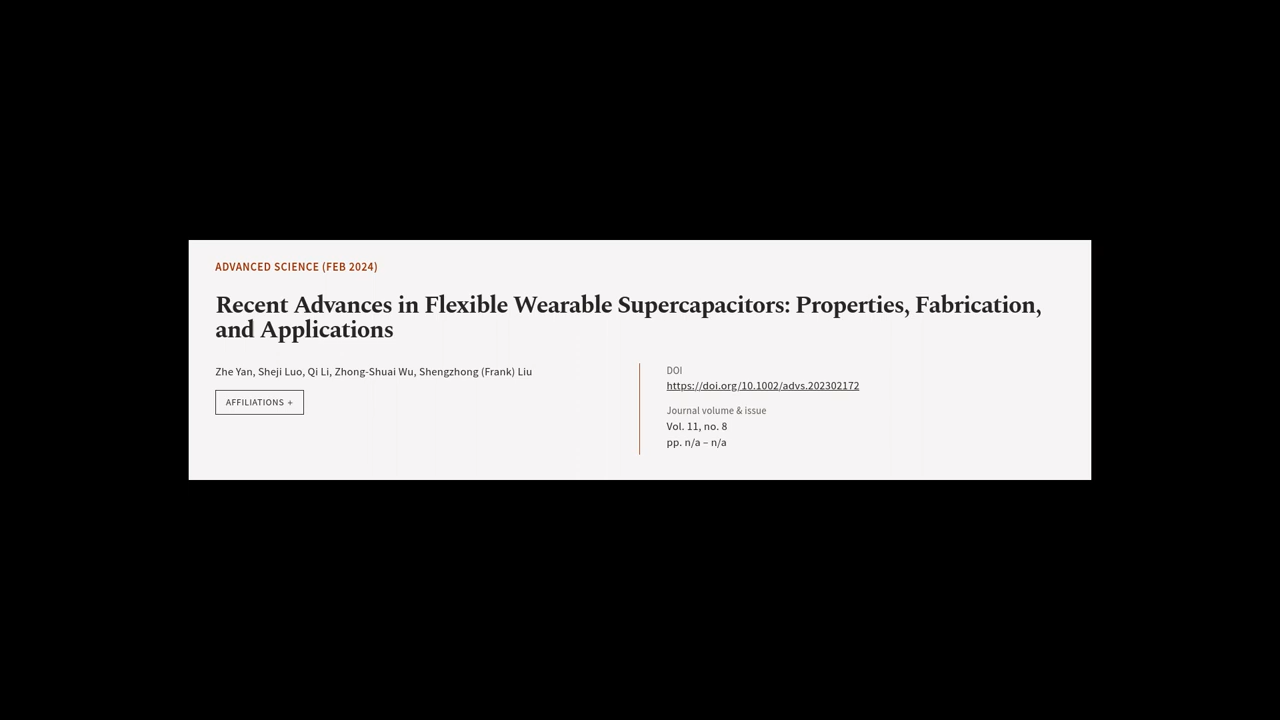 ADVANCED SCIENCE (FEB 2024)
Recent Advances in Flexible Wearable Supercapacitors: Properties, Fabrication,
and Applications
Zhe Yan, Sheji Luo, Qi Li, Zhong-Shuai Wu, Shengzhong (Frank) Liu
AFFILIATIONS +
DOI
https://doi.org/10.1002/advs.202302172
Journal volume & issue
Vol. 11, no. 8
pp. n/a – n/a